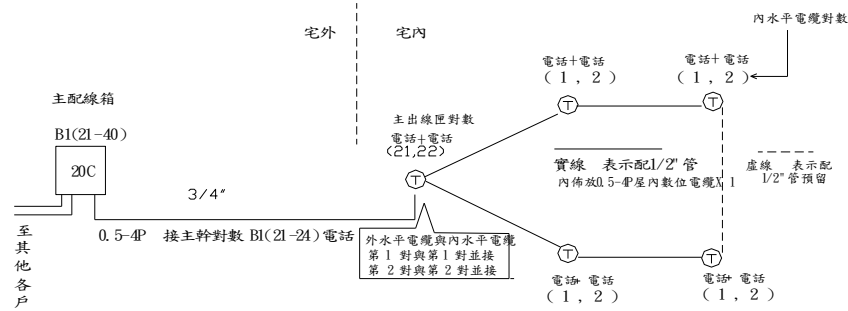 宅外
宅內
內水平電纜對數
電話+電話
(1,2)
電話+電話
(1,2)
主配線箱
B1(21-40)
20C
主出線匣對數
電話+電話
(21,22)
T
T
T
實線 表示配1/2"管
內佈放0.5-4P屋內數位電纜X 1
虛線 表示配
1/2"管預留
3/4"
至其他各戶
0.5-4P 接主幹對數 B1(21-24)電話
外水平電纜與內水平電纜
第 1 對與第 1 對並接
第 2 對與第 2 對並接
T
T
電話+ 電話
(1,2)
電話+ 電話
(1,2)